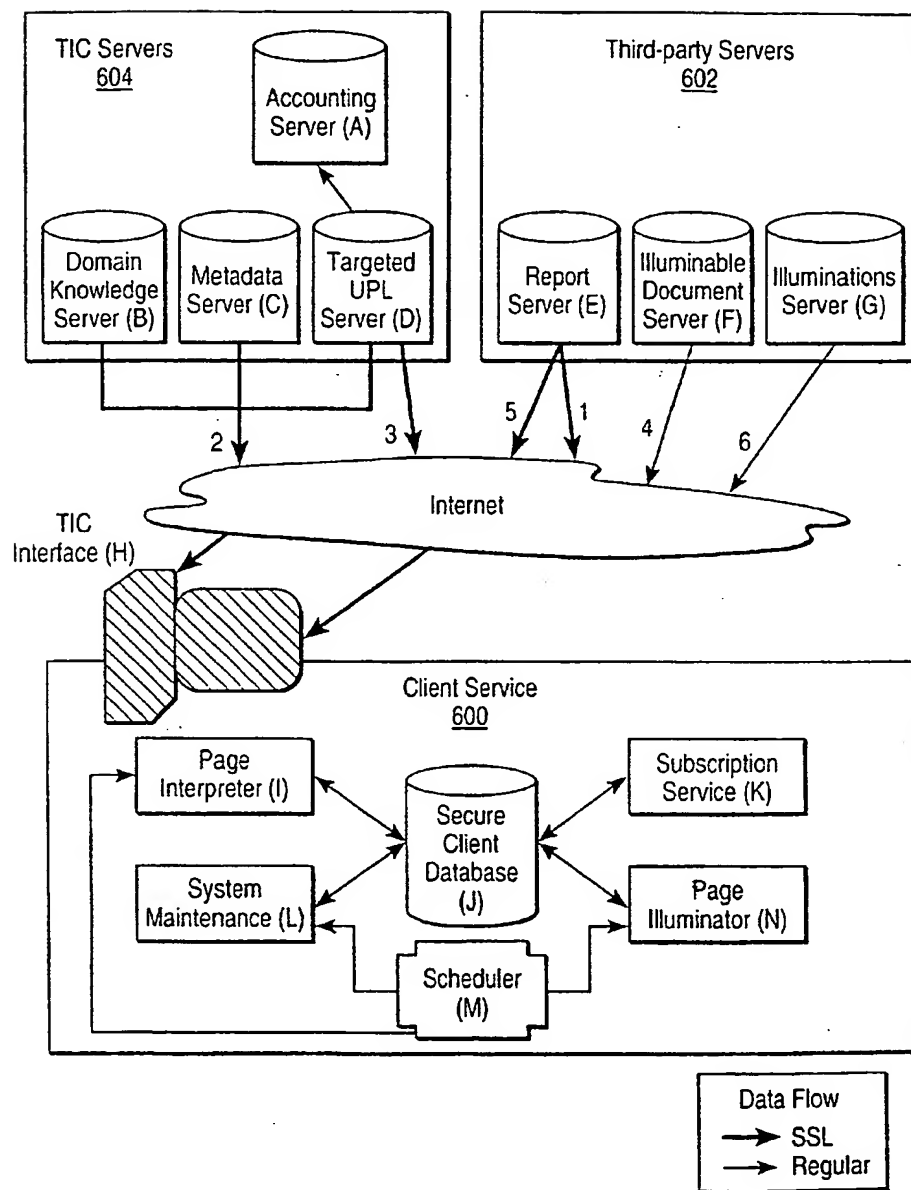 TIC Servers
604
Accounting
Server (A)
Domain
Knowledge
Server (B)
Metadata
Server (C)
Targeted
UPL
Server (D)
Third-party Servers
602
Report
Server (E)
Illuminable
Document
Server (F)
Illuminations
Server (G)
2
3
5
1
4
6
Internet
TIC
Interface (H)
Client Service
600
Page
Interpreter (I)
Secure
Client
Database
(J)
Subscription
Service (K)
System
Maintenance (L)
Page
Illuminator (N)
Scheduler
(M)
Data Flow
SSL
Regular